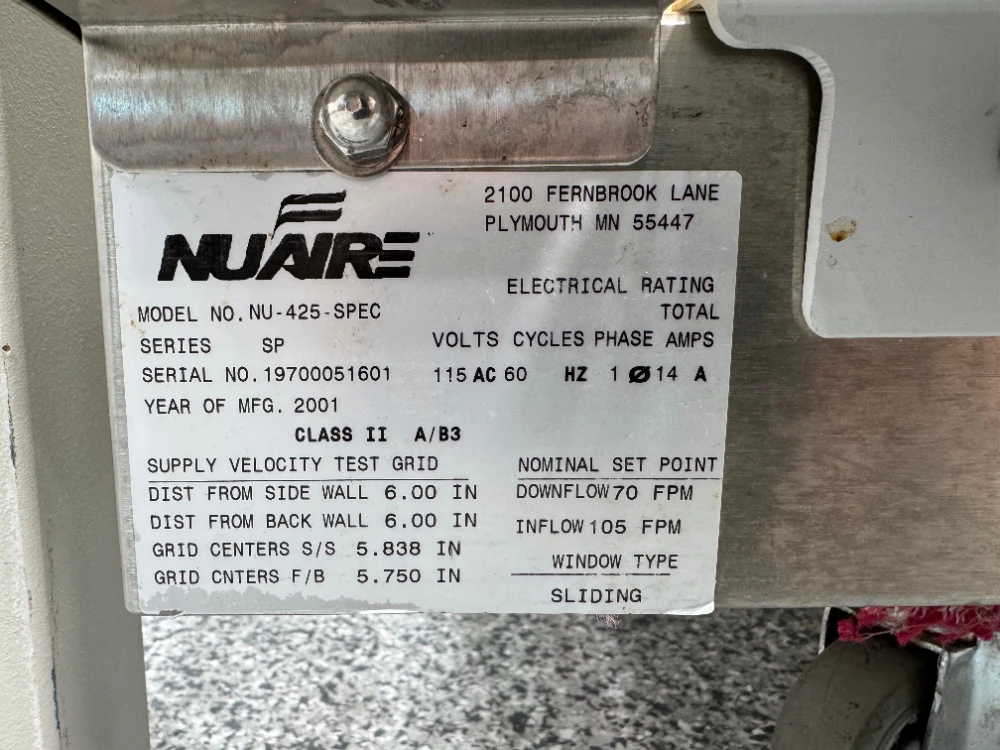 NUAIRE
2100 FERNBROOK LANE
PLYMOUTH MN 55447
ELECTRICAL RATING
MODEL NO. NU-425-SPEC TOTAL
SERIES SP VOLTS CYCLES PHASE AMPS
SERIAL NO. 19700051601 115 AC 60 HZ 1 Ø 14 A
YEAR OF MFG. 2001
CLASS II A/B3
SUPPLY VELOCITY TEST GRID NOMINAL SET POINT
DIST FROM SIDE WALL 6.00 IN DOWNFLOW 70 FPM
DIST FROM BACK WALL 6.00 IN INFLOW 105 FPM
GRID CENTERS S/S 5.838 IN WINDOW TYPE
GRID CNTERS F/B 5.750 IN SLIDING